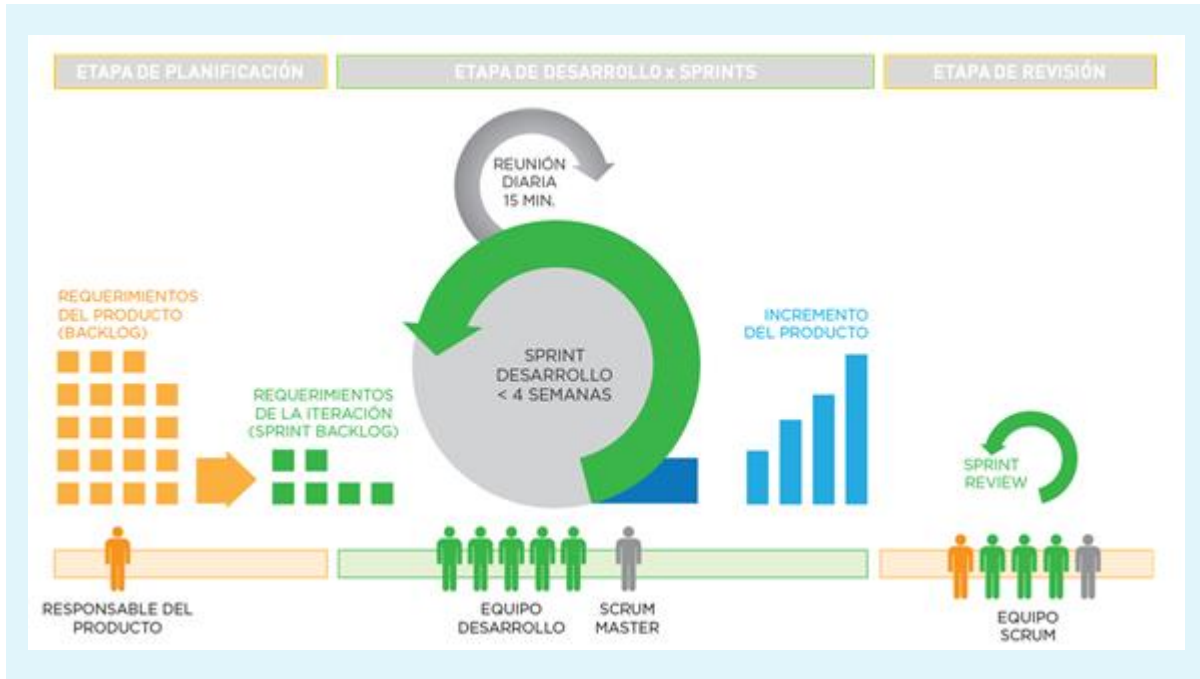 ETAPA DE PLANIFICACIÓN
ETAPA DE DESARROLLO x SPRINTS
ETAPA DE REVISIÓN
REUNIÓN
DIARIA
15 MIN.
REQUERIMIENTOS
DEL PRODUCTO
(BACKLOG)
REQUERIMIENTOS
DE LA ITERACIÓN
(SPRINT BACKLOG)
SPRINT
DESARROLLO
< 4 SEMANAS
INCREMENTO
DEL PRODUCTO
SPRINT
REVIEW
RESPONSABLE DEL
PRODUCTO
EQUIPO
DESARROLLO
SCRUM
MASTER
EQUIPO
SCRUM